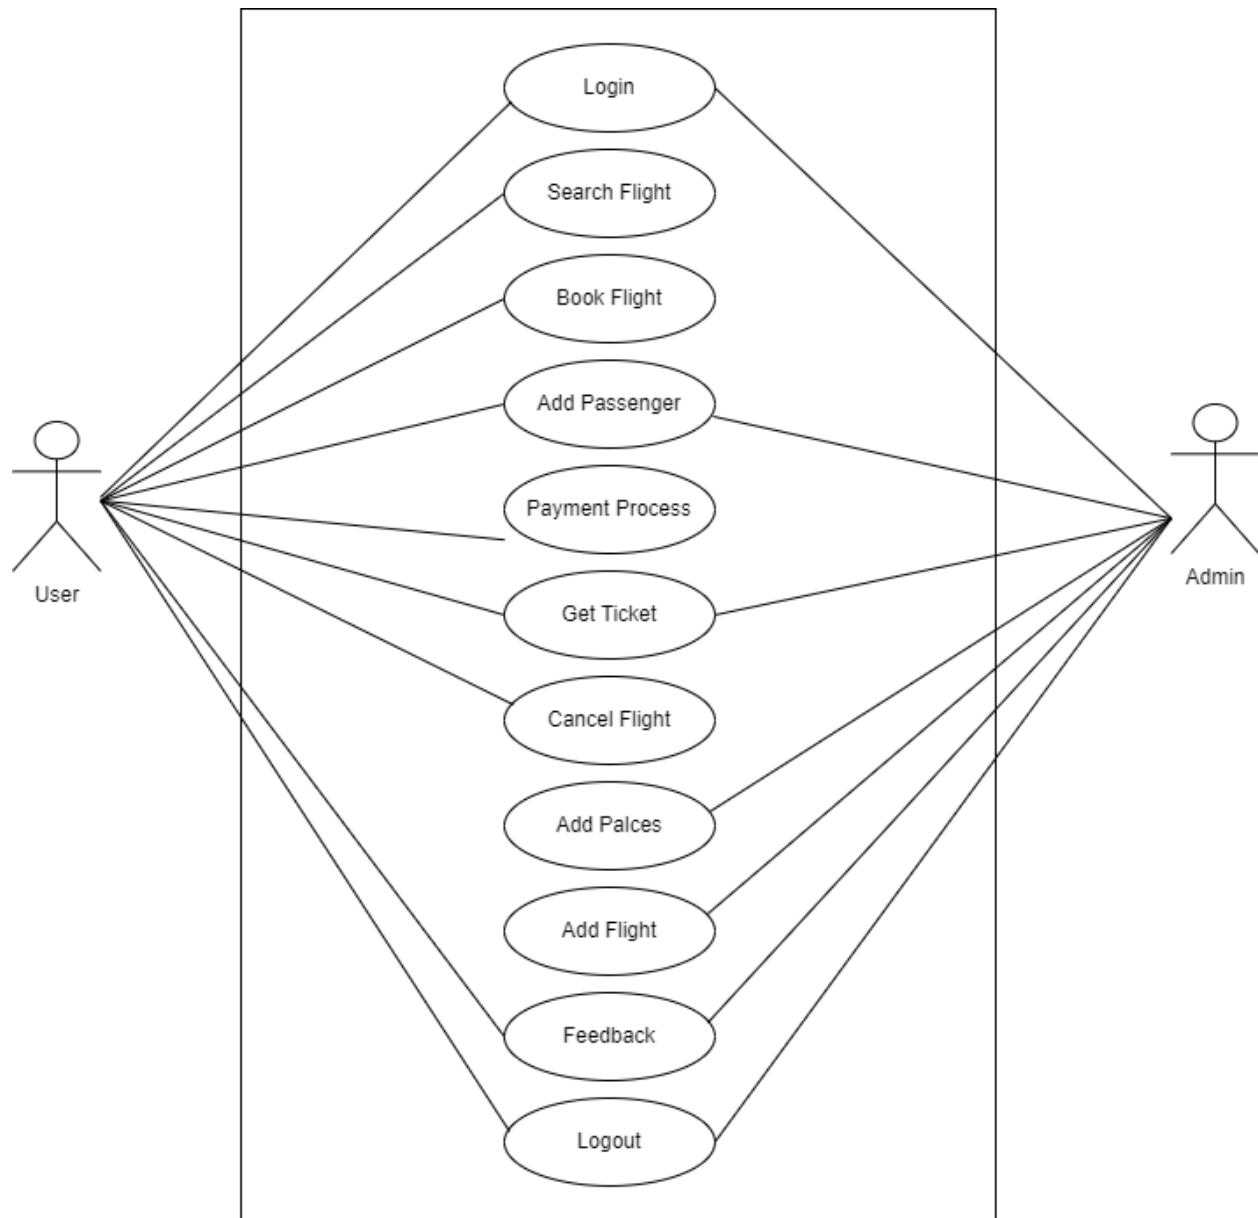 Login
Search Flight
Book Flight
Add Passenger
Payment Process
User
Admin
Get Ticket
Cancel Flight
Add Palces
Add Flight
Feedback
Logout